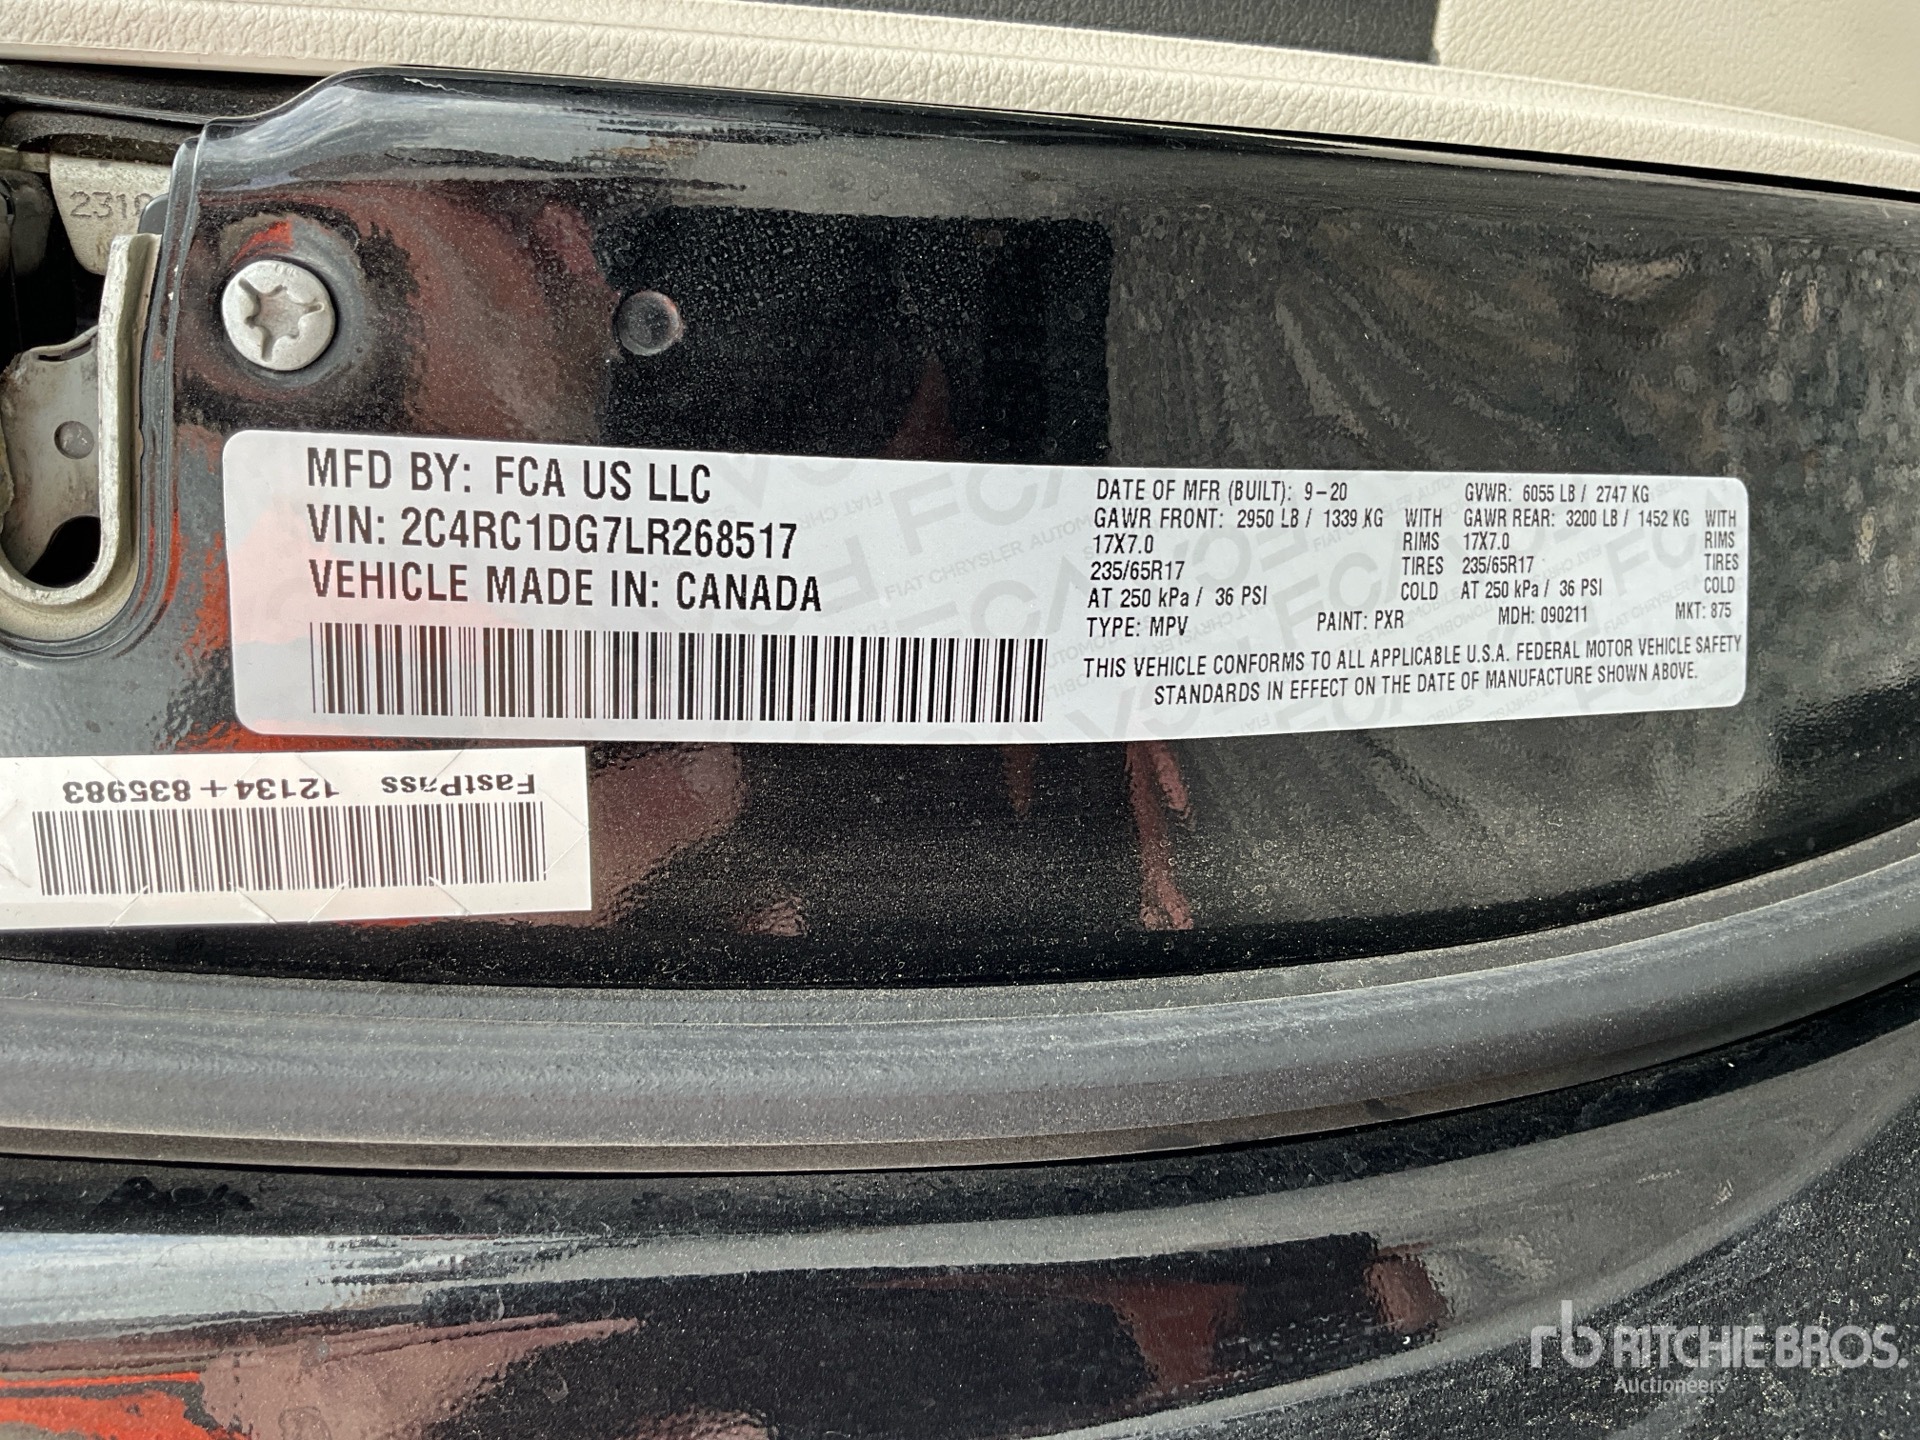 231
MFD BY: FCA US LLC
VIN: 2C4RC1DG7LR268517
VEHICLE MADE IN: CANADA
DATE OF MFR (BUILT): 9-20 GVWR: 6055 LB / 2747 KG
GAWR FRONT: 2950 LB / 1339 KG WITH GAWR REAR: 3200 LB / 1452 KG WITH
17X7.0 RIMS 17X7.0 RIMS
235/65R17 TIRES 235/65R17 TIRES
AT 250 kPa / 36 PSI COLD AT 250 kPa / 36 PSI COLD
TYPE: MPV PAINT: PXR MDH: 090211 MKT: 875
THIS VEHICLE CONFORMS TO ALL APPLICABLE U.S.A. FEDERAL MOTOR VEHICLE SAFETY
STANDARDS IN EFFECT ON THE DATE OF MANUFACTURE SHOWN ABOVE.
FastPass 12134+835983
rb RITCHIE BROS.
Auctioneers